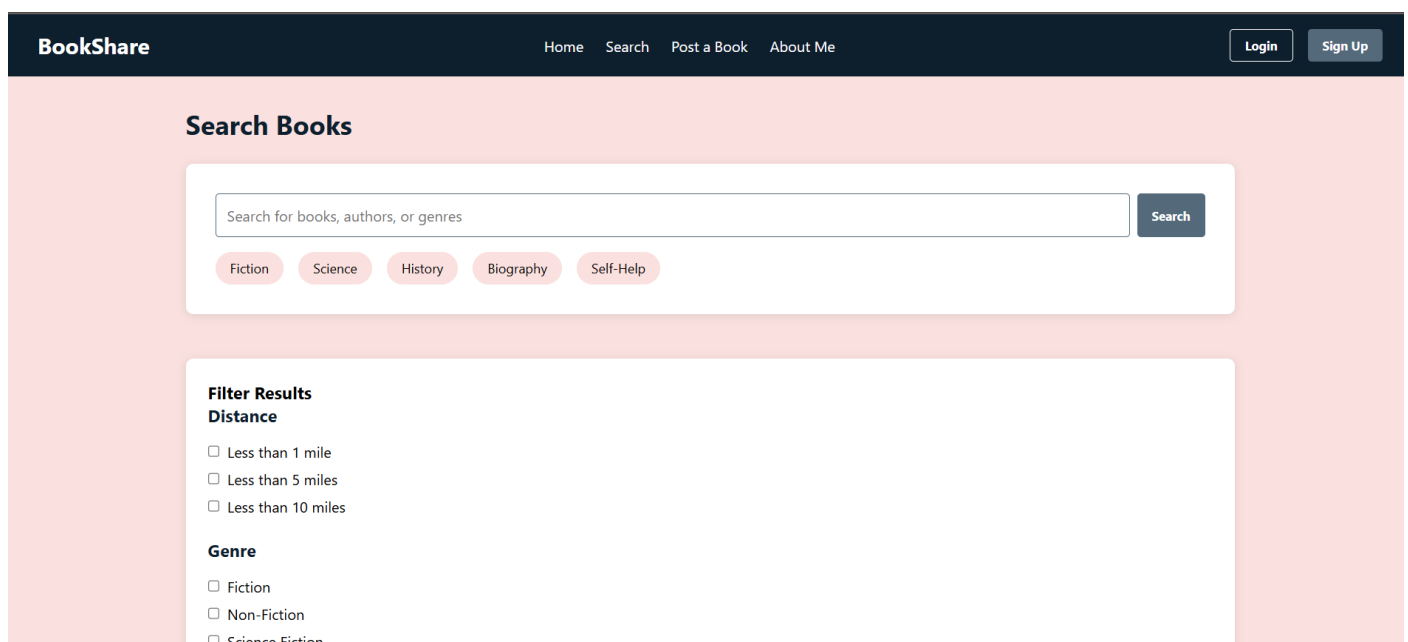 BookShare Home Search Post a Book About Me Login Sign Up
Search Books
Search for books, authors, or genres Search
Fiction Science History Biography Self-Help
Filter Results
Distance
Less than 1 mile
Less than 5 miles
Less than 10 miles
Genre
Fiction
Non-Fiction
Science Fiction